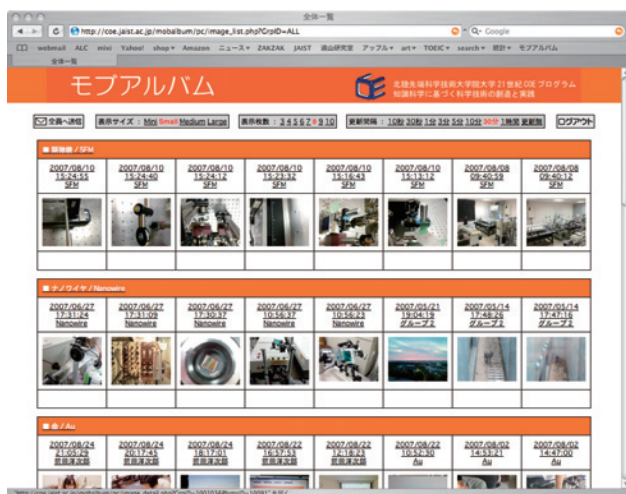 全体一覧
http://coe.jaist.ac.jp/mobalbum/pc/image_list.php?GrpID=ALL
Q- Google
webmail ALC mixi Yahoo! shop▾ Amazon ニュース▾ ZAKZAK JAIST 遠山研究室 アップル▾ art▾ TOEIC▾ search▾ 統計▾ モブアルバム
全体一覧
モブアルバム
北陸先端科学技術大学院大学 21世紀COEプログラム
知識科学に基づく科学技術の創造と実践
全員へ送信 表示サイズ : Mini Small Medium Large 表示枚数 : 3 4 5 6 7 8 9 10 更新間隔 : 10秒 30秒 1分 3分 5分 10分 30分 1時間 更新無 ログアウト
/ SFM
2007/08/10 2007/08/10 2007/08/10 2007/08/10 2007/08/10 2007/08/10 2007/08/08 2007/08/08
15:24:55 15:24:40 15:24:12 15:23:32 15:16:43 15:13:12 09:40:59 09:40:12
SFM SFM SFM SFM SFM SFM SFM SFM
■ ナノワイヤ / Nanowire
2007/06/27 2007/06/27 2007/06/27 2007/06/27 2007/06/27 2007/05/21 2007/05/14 2007/05/14
17:31:24 17:31:09 17:30:37 10:56:37 10:56:23 19:04:19 17:48:26 17:47:16
Nanowire Nanowire Nanowire Nanowire Nanowire グループ2 グループ2 グループ2
■ 金 / Au
2007/08/24 2007/08/24 2007/08/24 2007/08/22 2007/08/22 2007/08/22 2007/08/02 2007/08/02
21:05:29 20:17:45 18:17:01 16:57:53 12:18:23 10:52:30 14:53:21 14:47:00
Au Au Au